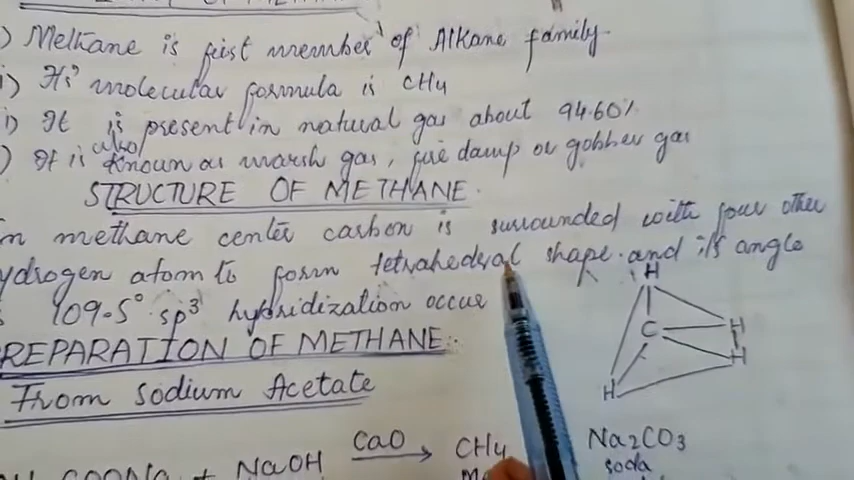 ) Methane is first member of Alkane family.
i) It's molecular formula is CH4
i) It is present in natural gas about 94.60%
) It is also known as marsh gas, fire damp or gobber gas
STRUCTURE OF METHANE
In methane center carbon is surrounded with four other
ydrogen atom to form tetrahedral shape and it's angle
109.5° sp3 hybridization occur
H
C
H
H
H
REPARATION OF METHANE:
From Sodium Acetate
COONa + NaOH CaO → CH4 Na2CO3
soda